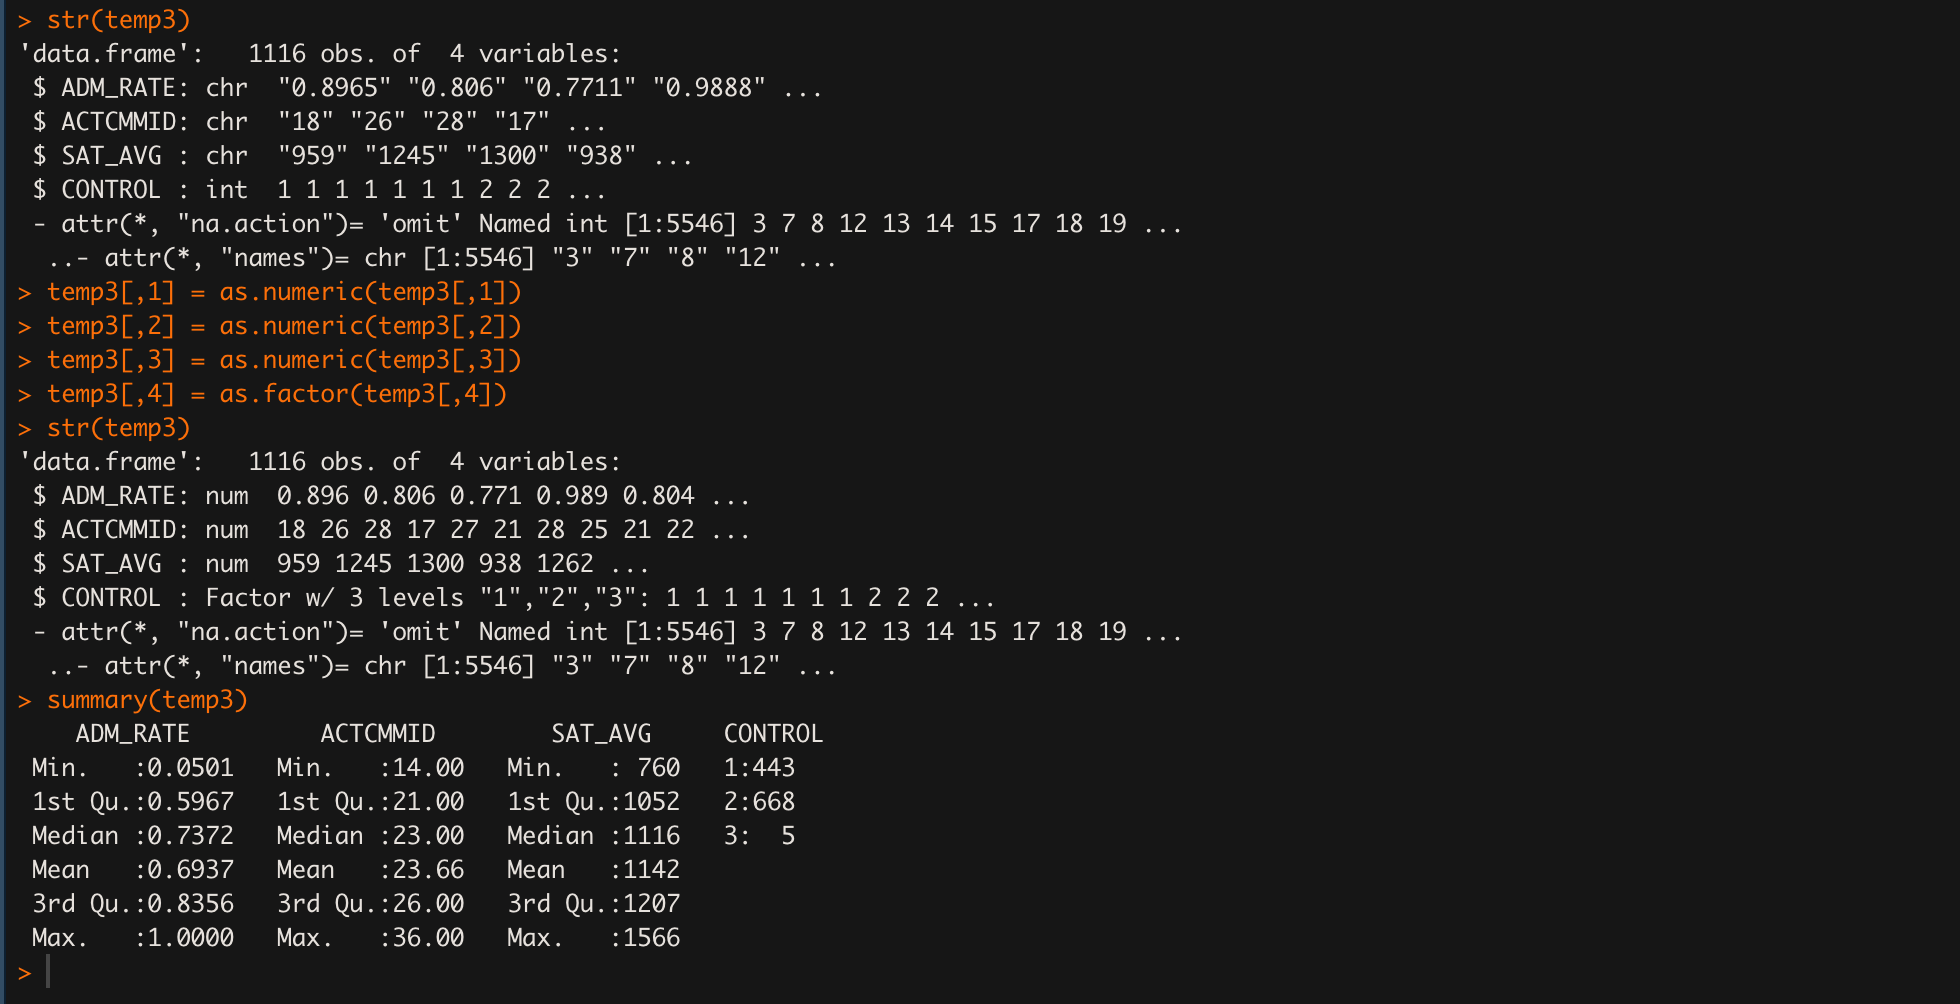 > str(temp3)
'data.frame':   1116 obs. of  4 variables:
 $ ADM_RATE: chr  "0.8965" "0.806" "0.7711" "0.9888" ...
 $ ACTCMMID: chr  "18" "26" "28" "17" ...
 $ SAT_AVG : chr  "959" "1245" "1300" "938" ...
 $ CONTROL : int  1 1 1 1 1 1 1 2 2 2 ...
 - attr(*, "na.action")= 'omit' Named int [1:5546] 3 7 8 12 13 14 15 17 18 19 ...
  ..- attr(*, "names")= chr [1:5546] "3" "7" "8" "12" ...
> temp3[,1] = as.numeric(temp3[,1])
> temp3[,2] = as.numeric(temp3[,2])
> temp3[,3] = as.numeric(temp3[,3])
> temp3[,4] = as.factor(temp3[,4])
> str(temp3)
'data.frame':   1116 obs. of  4 variables:
 $ ADM_RATE: num  0.896 0.806 0.771 0.989 0.804 ...
 $ ACTCMMID: num  18 26 28 17 27 21 28 25 21 22 ...
 $ SAT_AVG : num  959 1245 1300 938 1262 ...
 $ CONTROL : Factor w/ 3 levels "1","2","3": 1 1 1 1 1 1 1 2 2 2 ...
 - attr(*, "na.action")= 'omit' Named int [1:5546] 3 7 8 12 13 14 15 17 18 19 ...
  ..- attr(*, "names")= chr [1:5546] "3" "7" "8" "12" ...
> summary(temp3)
    ADM_RATE         ACTCMMID        SAT_AVG     CONTROL
 Min.   :0.0501   Min.   :14.00   Min.   : 760   1:443
 1st Qu.:0.5967   1st Qu.:21.00   1st Qu.:1052   2:668
 Median :0.7372   Median :23.00   Median :1116   3:  5
 Mean   :0.6937   Mean   :23.66   Mean   :1142
 3rd Qu.:0.8356   3rd Qu.:26.00   3rd Qu.:1207
 Max.   :1.0000   Max.   :36.00   Max.   :1566
>